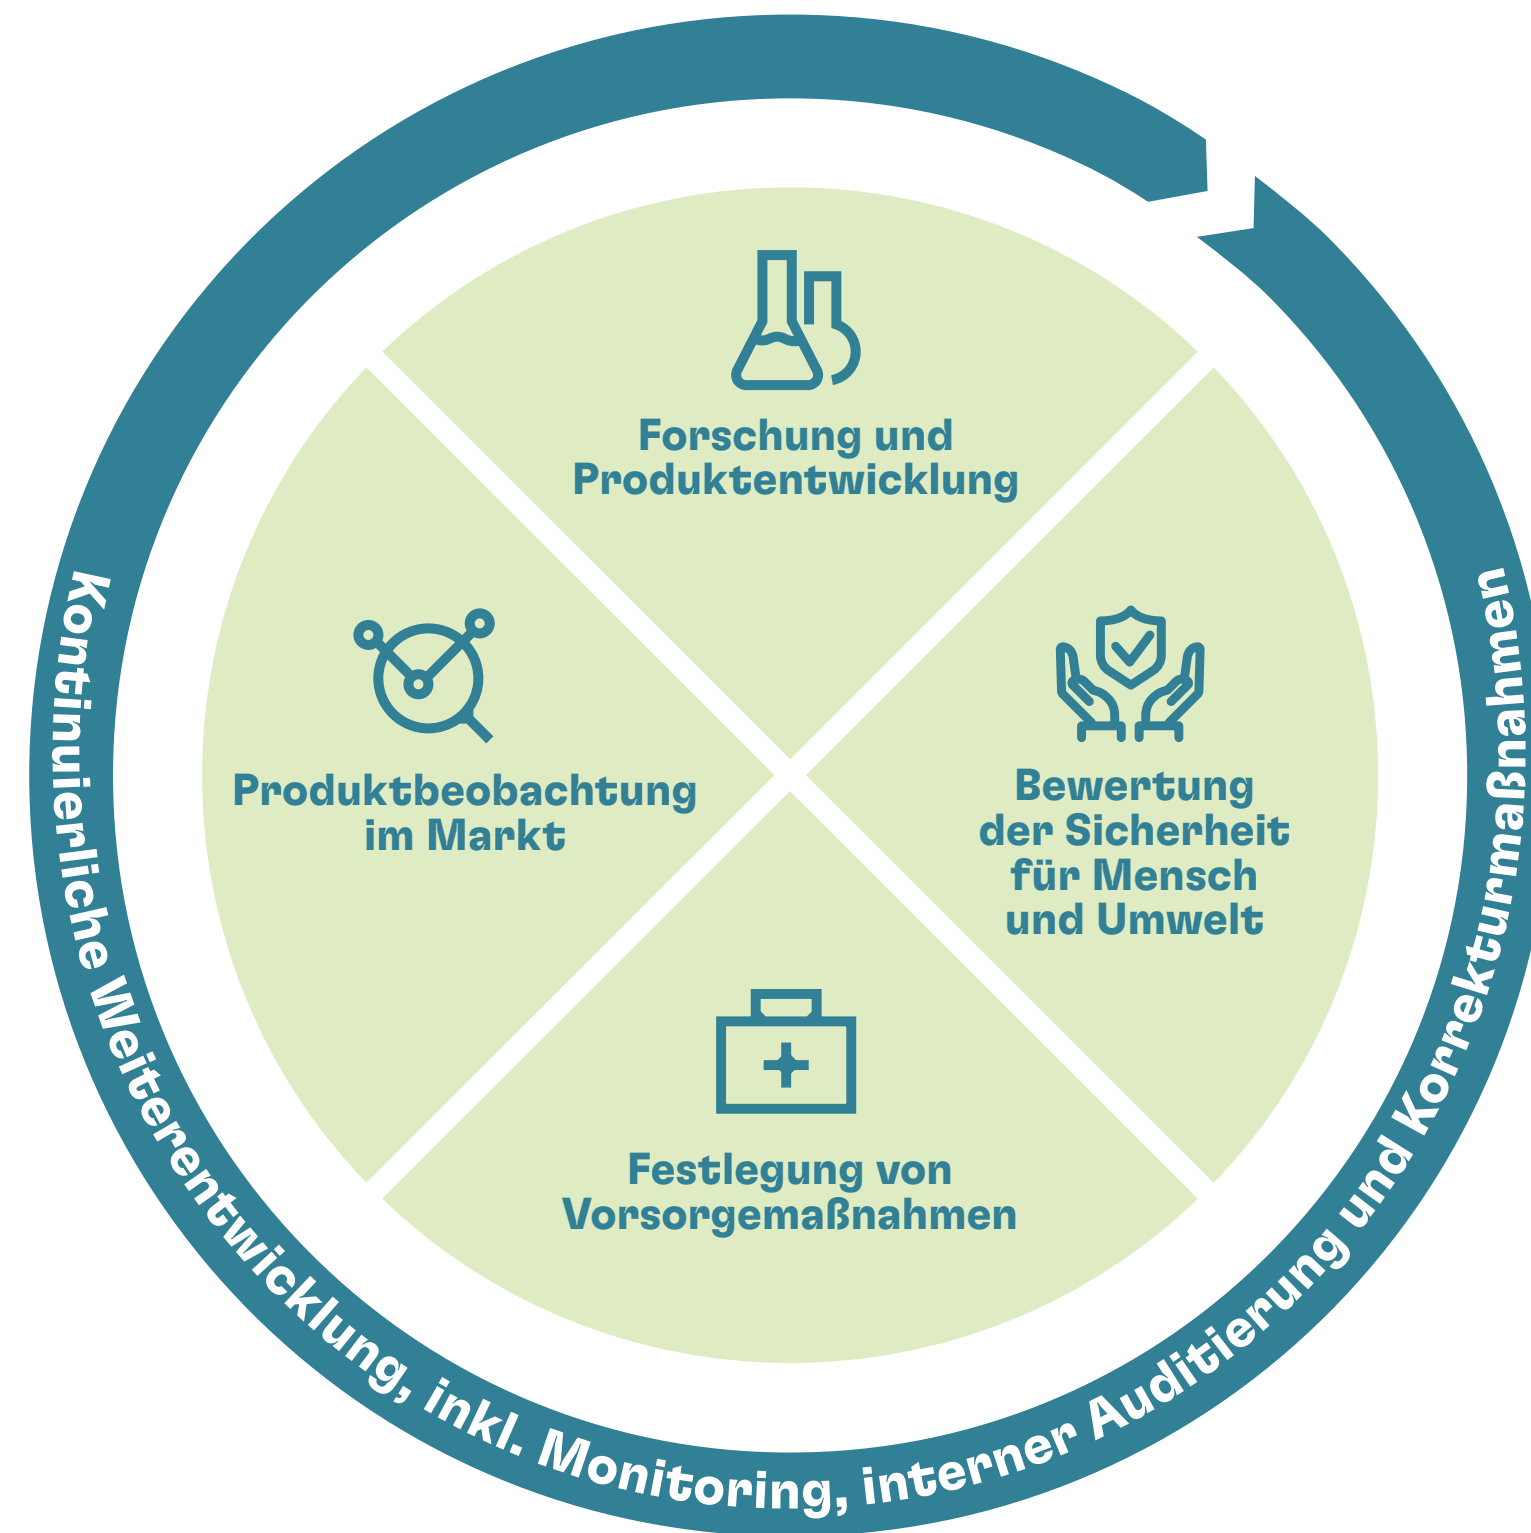 Forschung und
Produktentwicklung
Bewertung
der Sicherheit
für Mensch
und Umwelt
Festlegung von
Vorsorgemaßnahmen
Produktbeobachtung
im Markt
Kontinuierliche Weiterentwicklung, inkl. Monitoring, interner Auditierung und Korrekturmaßnahmen